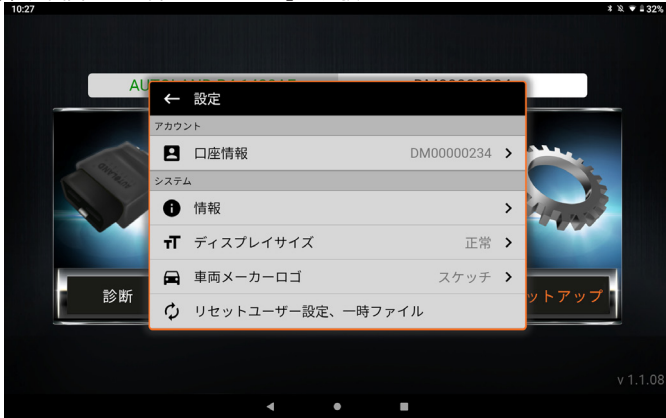 10:27
32%
設定
アカウント
口座情報
DM00000234
システム
情報
ディスプレイサイズ
正常
車両メーカーロゴ
スケッチ
リセットユーザー設定、一時ファイル
診断
ットアップ
v 1.1.08